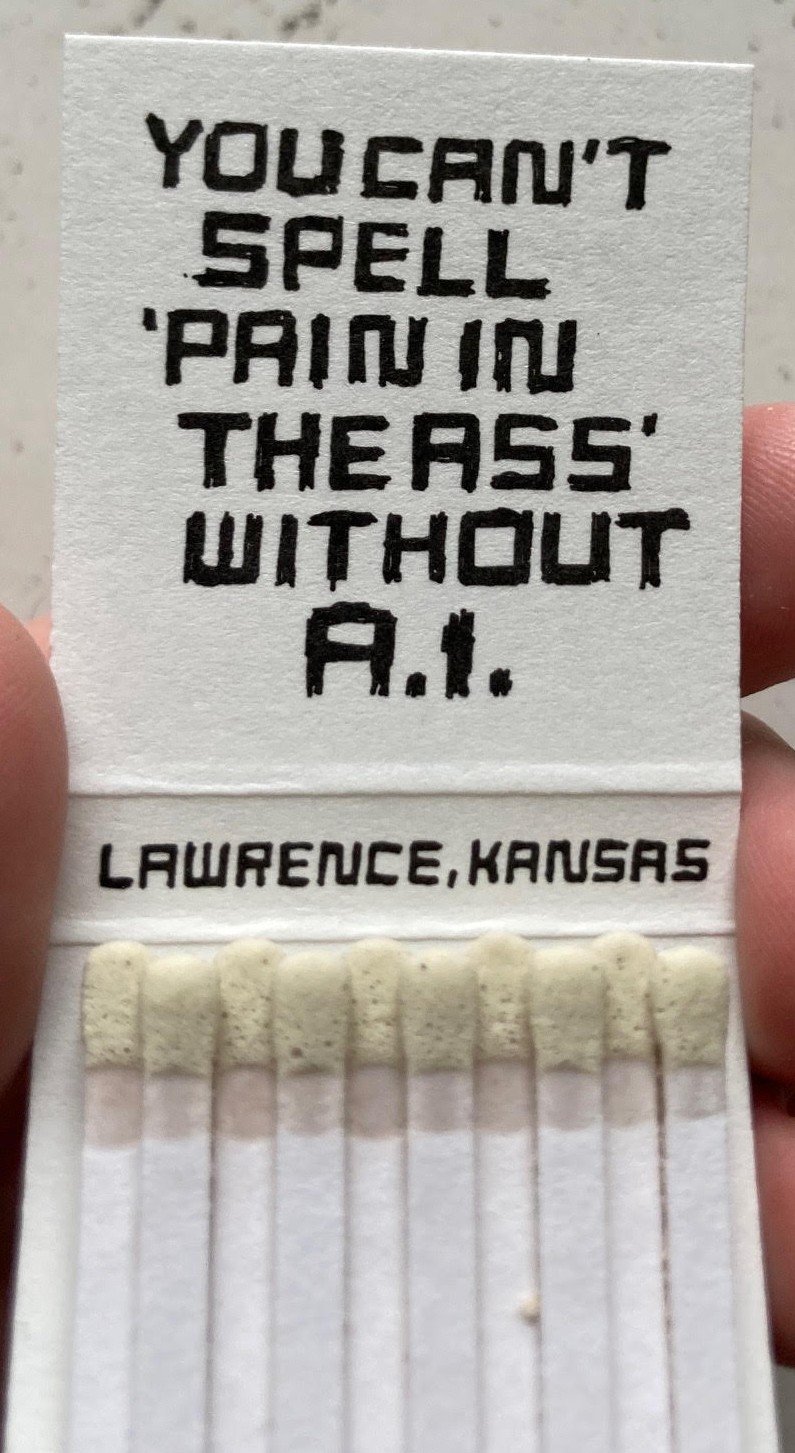 YOU CAN'T
SPELL
'PAIN IN
THE ASS'
WITHOUT
A.I.
LAWRENCE, KANSAS